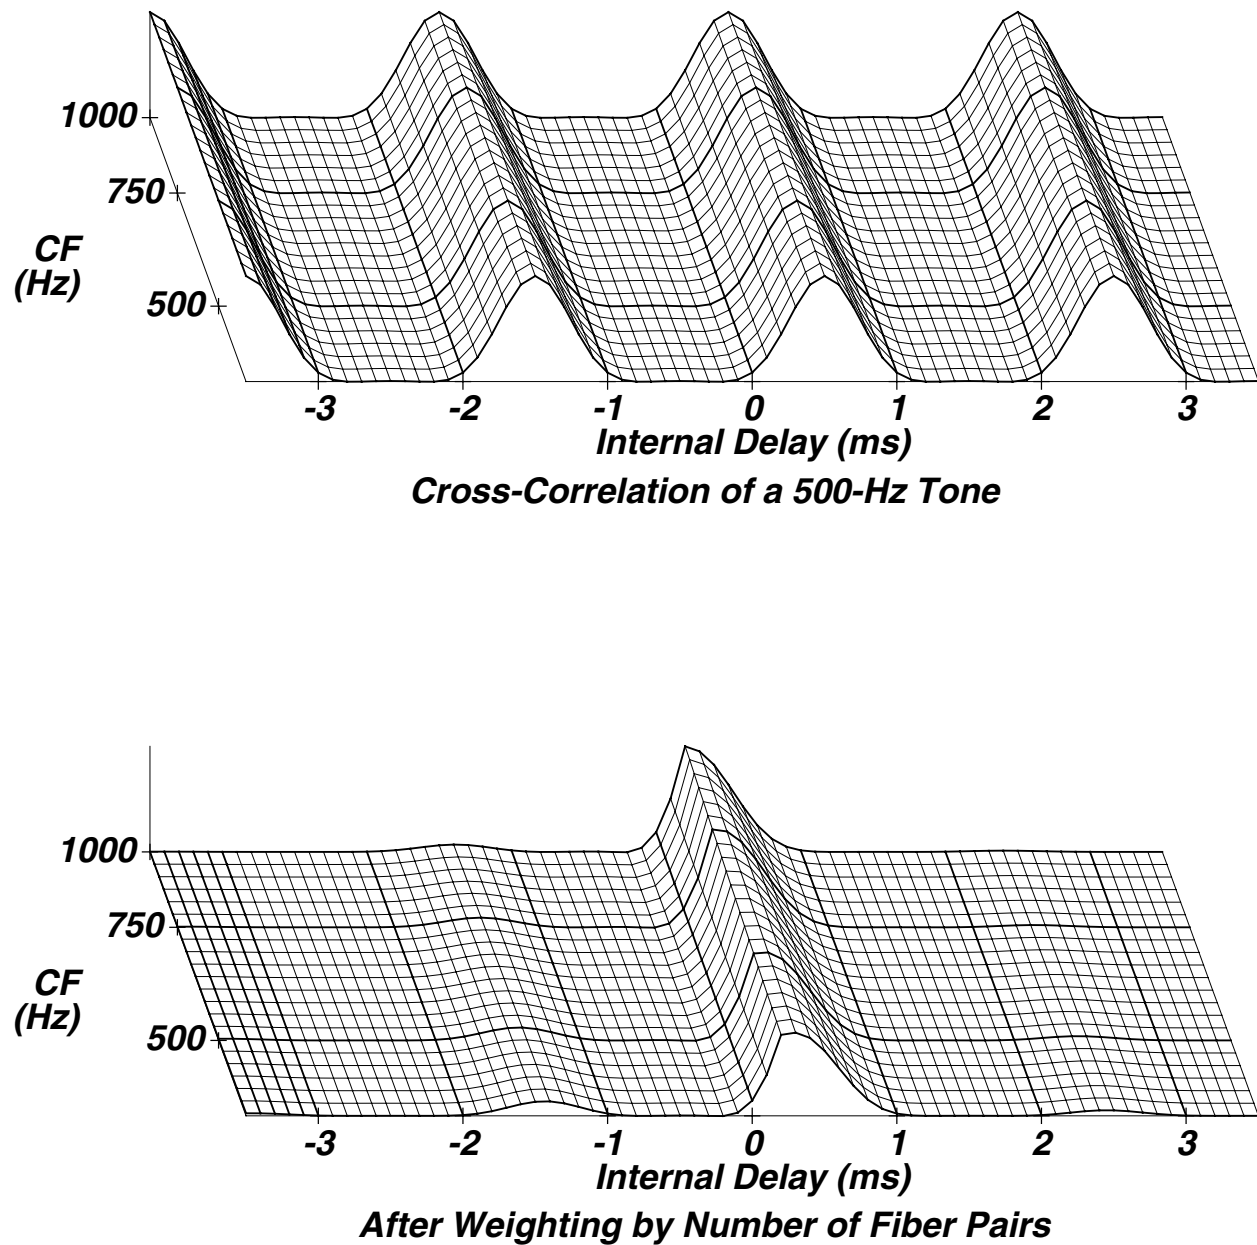 1000
750
CF
(Hz)
500
-3 -2 -1 0 1 2 3
Internal Delay (ms)
Cross-Correlation of a 500-Hz Tone
1000
750
CF
(Hz)
500
-3 -2 -1 0 1 2 3
Internal Delay (ms)
After Weighting by Number of Fiber Pairs